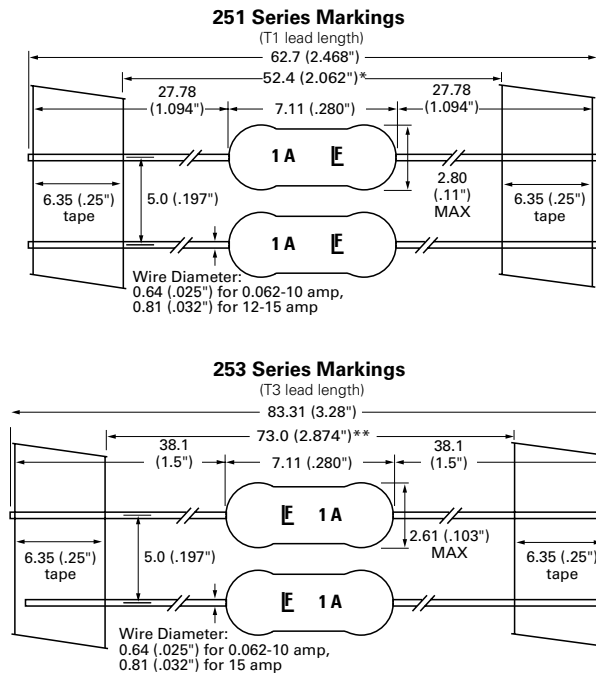 251 Series Markings
(T1 lead length)
62.7 (2.468")
52.4 (2.062")*
27.78
(1.094")
7.11 (.280")
27.78
(1.094")
1 A LF
6.35 (.25")
tape
5.0 (.197")
2.80
(.11")
MAX
6.35 (.25")
tape
1 A LF
Wire Diameter:
0.64 (.025") for 0.062-10 amp,
0.81 (.032") for 12-15 amp
253 Series Markings
(T3 lead length)
83.31 (3.28")
73.0 (2.874")**
38.1
(1.5")
7.11 (.280")
38.1
(1.5")
LF 1 A
6.35 (.25")
tape
5.0 (.197")
2.61 (.103")
MAX
6.35 (.25")
tape
LF 1 A
Wire Diameter:
0.64 (.025") for 0.062-10 amp,
0.81 (.032") for 15 amp